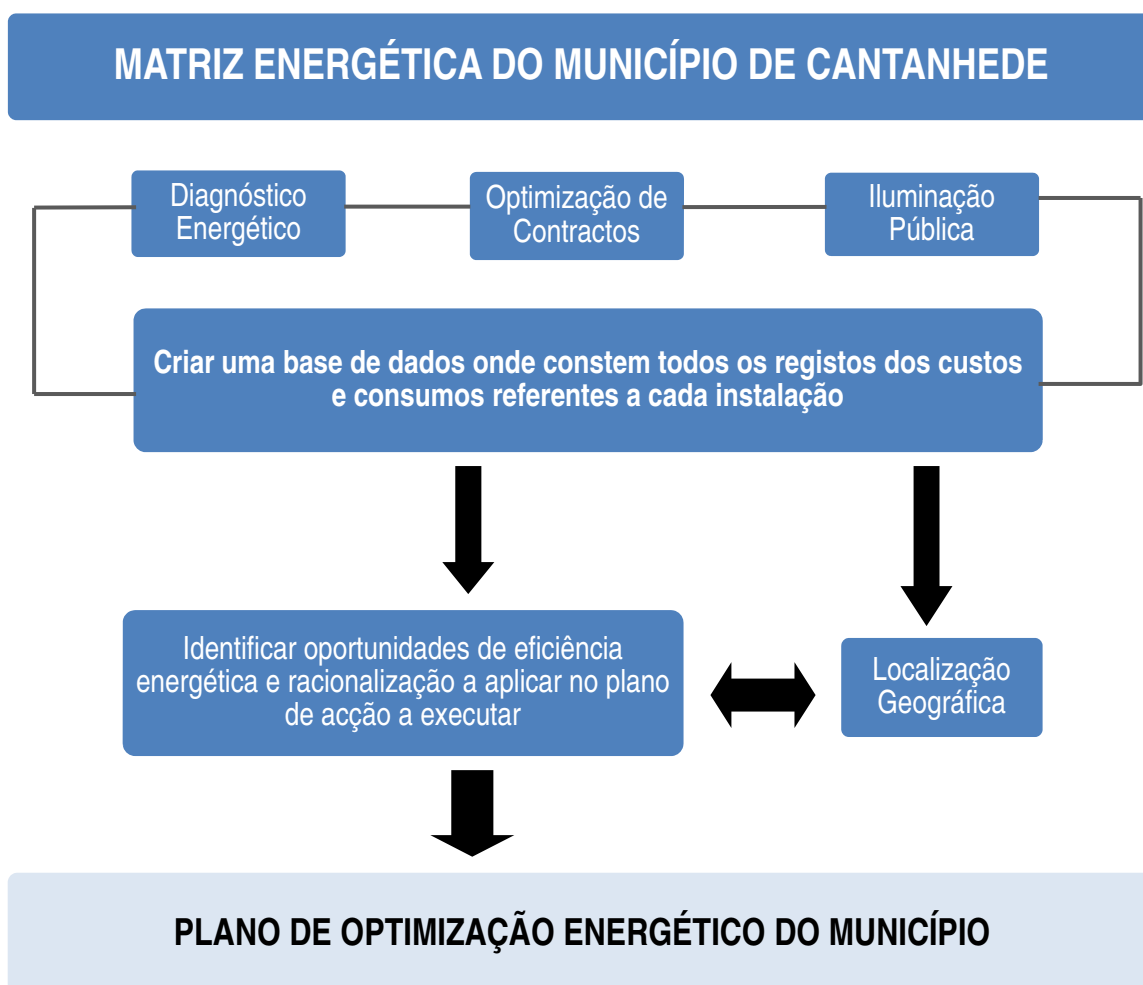 MATRIZ ENERGÉTICA DO MUNICÍPIO DE CANTANHEDE
Diagnóstico
Energético
Optimização de
Contractos
Iluminação
Pública
Criar uma base de dados onde constem todos os registos dos custos
e consumos referentes a cada instalação
Identificar oportunidades de eficiência
energética e racionalização a aplicar no plano
de acção a executar
Localização
Geográfica
PLANO DE OPTIMIZAÇÃO ENERGÉTICO DO MUNICÍPIO